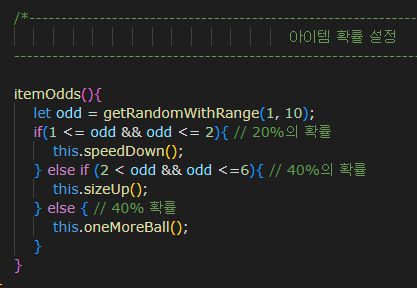 /*------------------------------------------------------
아이템 확률 설정
--------------------------------------------------------
itemOdds(){
let odd = getRandomWithRange(1, 10);
if(1 <= odd && odd <= 2){ // 20%의 확률
this.speedDown();
} else if (2 < odd && odd <=6){ // 40%의 확률
this.sizeUp();
} else { // 40% 확률
this.oneMoreBall();
}
}